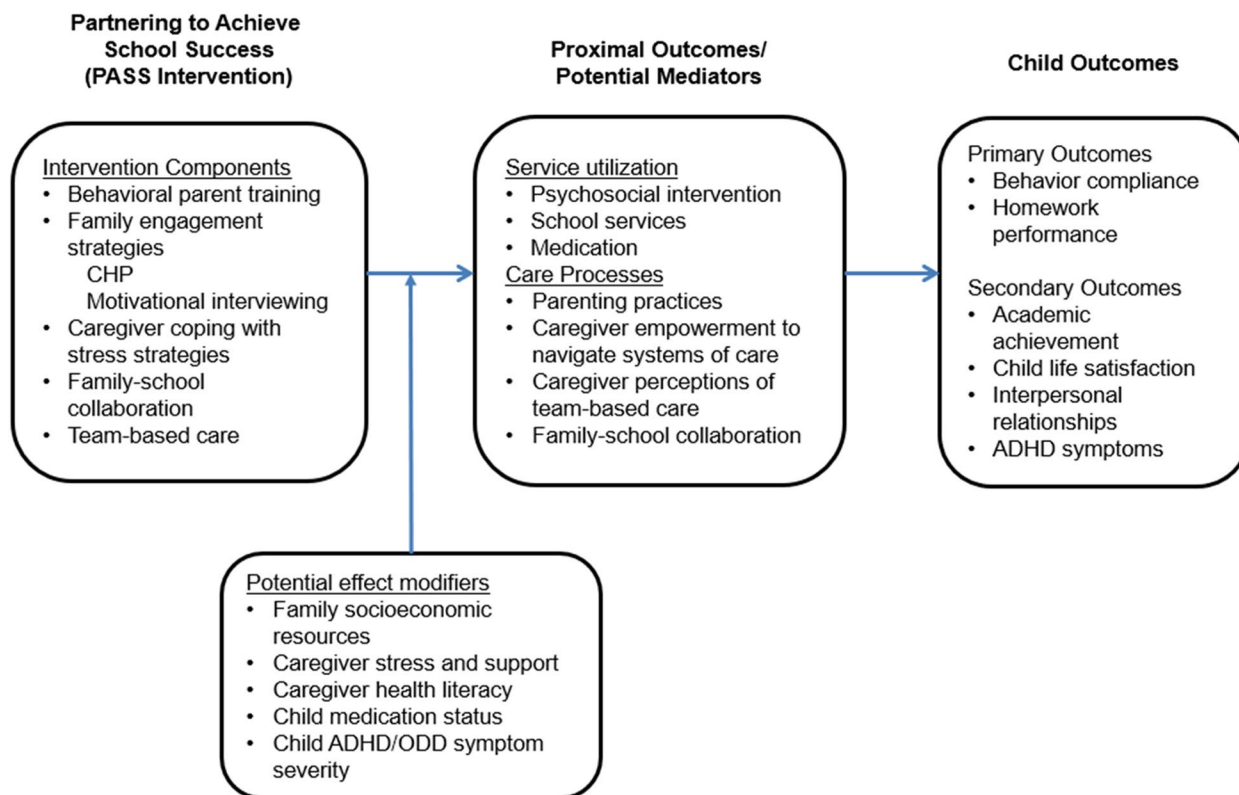 Partnering to Achieve
School Success
(PASS Intervention)
Proximal Outcomes/
Potential Mediators
Child Outcomes
Intervention Components
• Behavioral parent training
• Family engagement
strategies
CHP
Motivational interviewing
• Caregiver coping with
stress strategies
• Family-school
collaboration
• Team-based care
Service utilization
• Psychosocial intervention
• School services
• Medication
Care Processes
• Parenting practices
• Caregiver empowerment to
navigate systems of care
• Caregiver perceptions of
team-based care
• Family-school collaboration
Primary Outcomes
• Behavior compliance
• Homework
performance
Secondary Outcomes
• Academic
achievement
• Child life satisfaction
• Interpersonal
relationships
• ADHD symptoms
Potential effect modifiers
• Family socioeconomic
resources
• Caregiver stress and support
• Caregiver health literacy
• Child medication status
• Child ADHD/ODD symptom
severity